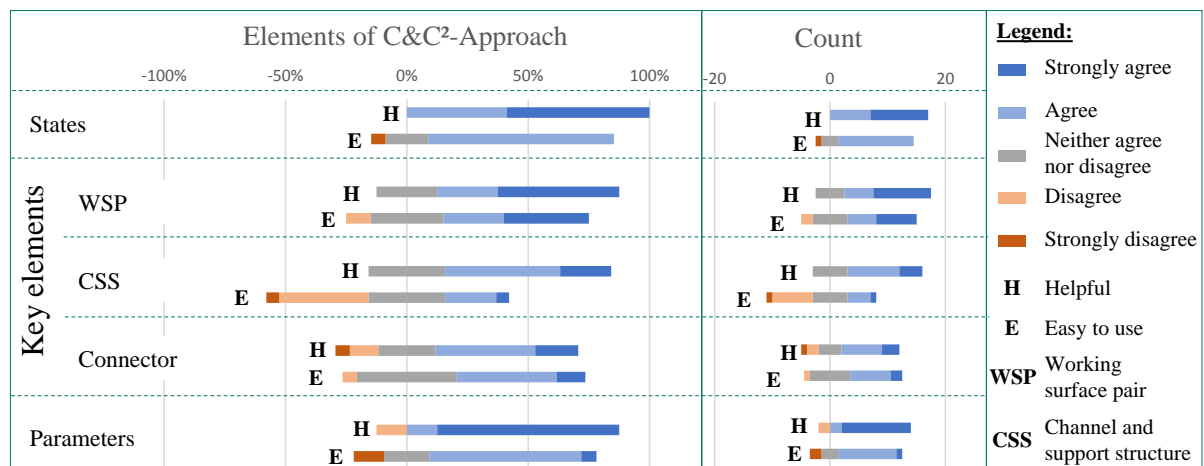 Elements of C&C²-Approach
Count
Legend:
-100%
-50%
0%
50%
100%
-20
0
20
Strongly agree
Agree
Neither agree
nor disagree
Disagree
Strongly disagree
H
Helpful
E
Easy to use
WSP
Working
surface pair
CSS
Channel and
support structure
Key elements
States
H
E
H
E
WSP
H
E
H
E
CSS
H
E
H
E
Connector
H
E
H
E
Parameters
H
E
H
E